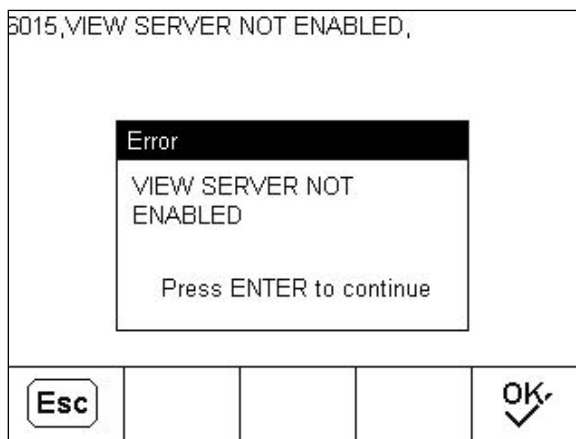 6015,VIEW SERVER NOT ENABLED,
Error
VIEW SERVER NOT
ENABLED
Press ENTER to continue
Esc
OK